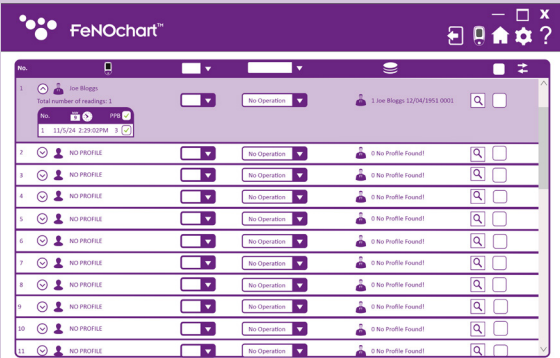 FeNOchart™
No.
1 Joe Bloggs No Operation 1 Joe Bloggs 12/04/1951 0001
Total number of readings: 1
No. PPB
1 11/5/24 2:29:02PM 3
2 NO PROFILE No Operation 0 No Profile Found!
3 NO PROFILE No Operation 0 No Profile Found!
4 NO PROFILE No Operation 0 No Profile Found!
5 NO PROFILE No Operation 0 No Profile Found!
6 NO PROFILE No Operation 0 No Profile Found!
7 NO PROFILE No Operation 0 No Profile Found!
8 NO PROFILE No Operation 0 No Profile Found!
9 NO PROFILE No Operation 0 No Profile Found!
10 NO PROFILE No Operation 0 No Profile Found!
11 NO PROFILE No Operation 0 No Profile Found!